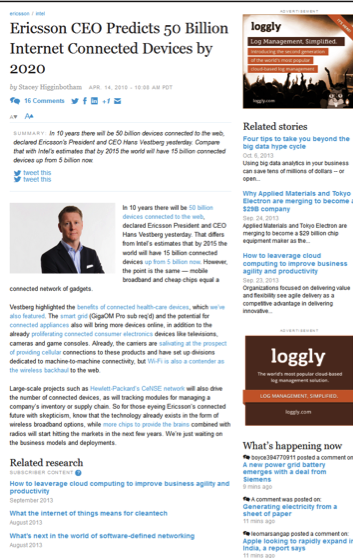 ericsson / intel
Ericsson CEO Predicts 50 Billion
Internet Connected Devices by
2020
by Stacey Higginbotham APR. 14, 2010 - 10:00 AM PDT
16 Comments
A▾ A▴
SUMMARY: In 10 years there will be 50 billion devices connected to the web,
declared Ericsson's President and CEO Hans Vestberg yesterday. Compare
that with Intel's estimates that by 2015 the world will have 15 billion connected
devices up from 5 billion now.
tweet this
tweet this
In 10 years there will be 50 billion
devices connected to the web,
declared Ericsson President and CEO
Hans Vestberg yesterday. That differs
from Intel's estimates that by 2015 the
world will have 15 billion connected
devices up from 5 billion now. However,
the point is the same — mobile
broadband and cheap chips equal a
connected network of gadgets.
Vestberg highlighted the benefits of connected health-care devices, which we've
also featured. The smart grid (GigaOM Pro sub req'd) and the potential for
connected appliances also will bring more devices online, in addition to the
already proliferating connected consumer electronics devices like televisions,
cameras and game consoles. Already, the carriers are salivating at the prospect
of providing cellular connections to these products and have set up divisions
dedicated to machine-to-machine connectivity, but Wi-Fi is also a contender as
the wireless backhaul to the web.
Large-scale projects such as Hewlett-Packard's CeNSE network will also drive
the number of connected devices, as will tracking modules for managing a
company's inventory or supply chain. So for those eyeing Ericsson's connected
future with skepticism, know that the technology already exists in the form of
wireless broadband options, while more chips to provide the brains combined with
radios will start hitting the markets in the next few years. We're just waiting on
the business models and deployments.
Related research
SUBSCRIBER CONTENT
How to leverage cloud computing to improve business agility and
productivity
September 2013
What the internet of things means for cleantech
August 2013
What's next in the world of software-defined networking
August 2013
ADVERTISEMENT
loggly
Log Management, Simplified.
Introducing the second generation
of the world's most popular
cloud-based log management
loggly.com
Related stories
Four tips to take you beyond the
big data hype cycle
Oct. 6, 2013
Using big data analytics in your business
can save tens of millions of dollars – or
open...
Why Applied Materials and Tokyo
Electron are merging to become a
$29B company
Sep. 24, 2013
Applied Materials and Tokyo Electron are
merging to become a $29 billion chip
equipment maker as the...
How to leverage cloud
computing to improve business
agility and productivity
Sep. 23, 2013
Organizations focused on delivering value
and flexibility see agile delivery as a
competitive advantage in delivering
innovative...
ADVERTISEMENT
loggly
The world's most popular cloud-based
log management solution.
LOG MANAGEMENT, SIMPLIFIED.
loggly.com
What's happening now
boyce394770911 posted a comment on
A new power grid battery
emerges with a deal from
Siemens
9 mins ago
A comment was posted on:
Generating electricity from a
sheet of paper
11 mins ago
leomarsangap posted a comment on:
Apple looking to rapidly expand in
India, a report says
11 mins ago